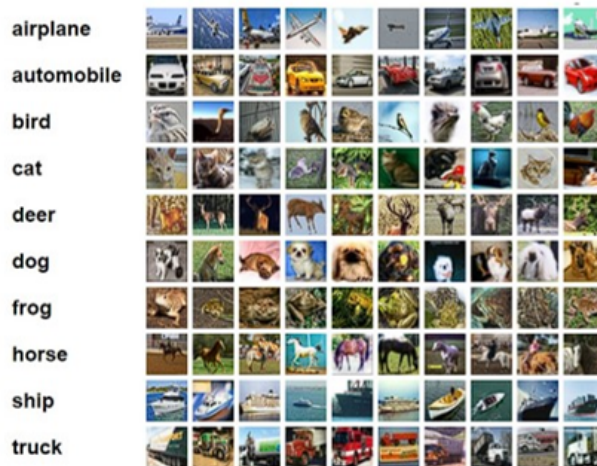 airplane
automobile
bird
cat
deer
dog
frog
horse
ship
truck